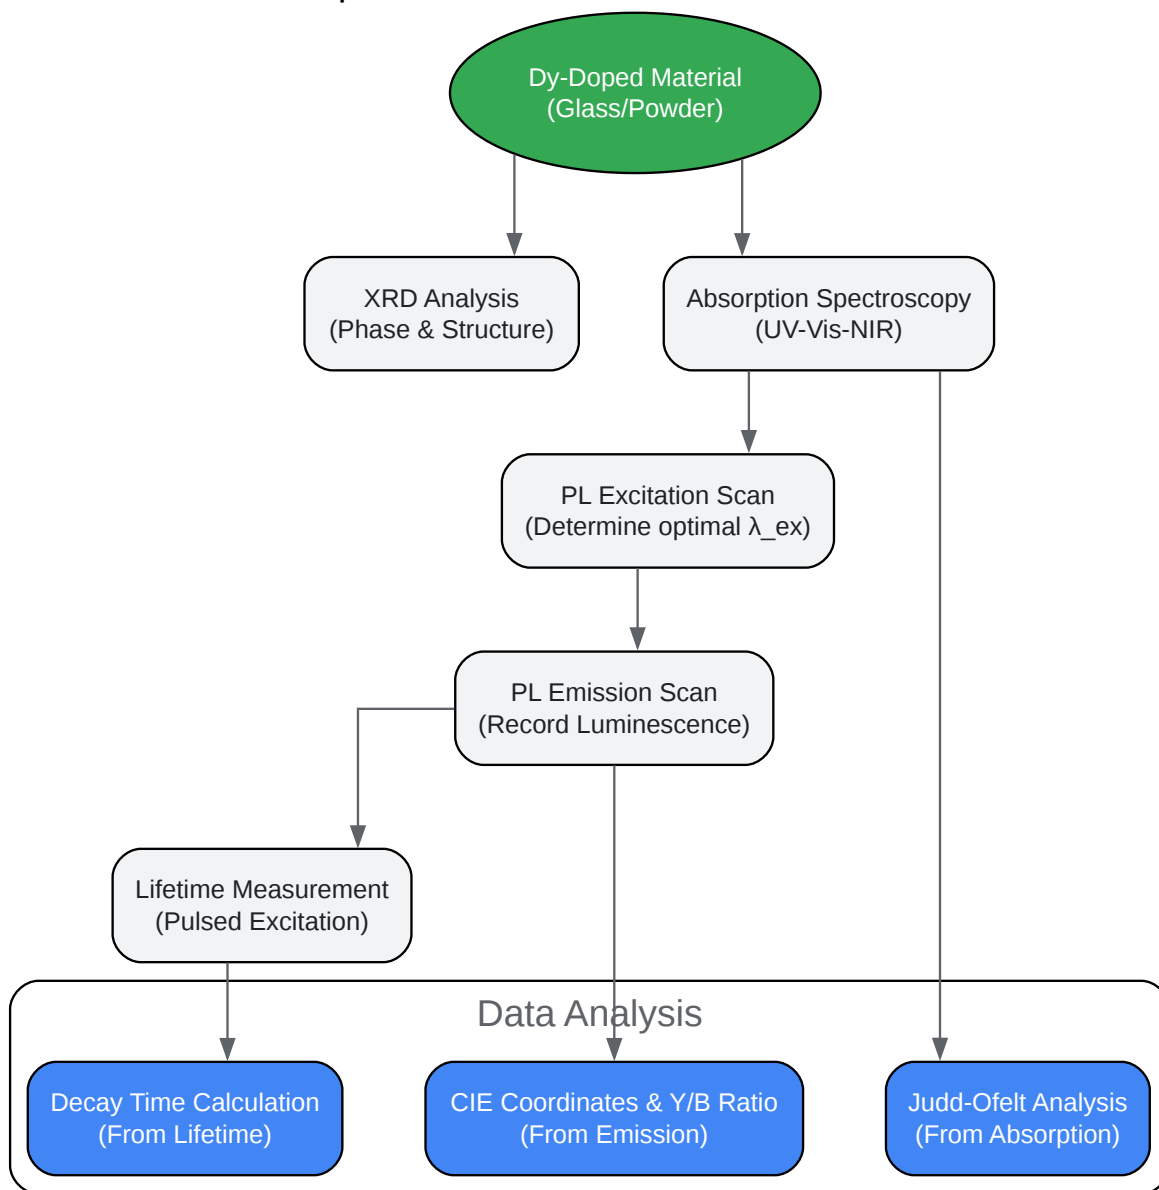 Dy-Doped Material
(Glass/Powder)
XRD Analysis
(Phase & Structure)
Absorption Spectroscopy
(UV-Vis-NIR)
PL Excitation Scan
(Determine optimal λ_ex)
PL Emission Scan
(Record Luminescence)
Lifetime Measurement
(Pulsed Excitation)
Data Analysis
Decay Time Calculation
(From Lifetime)
CIE Coordinates & Y/B Ratio
(From Emission)
Judd-Ofelt Analysis
(From Absorption)